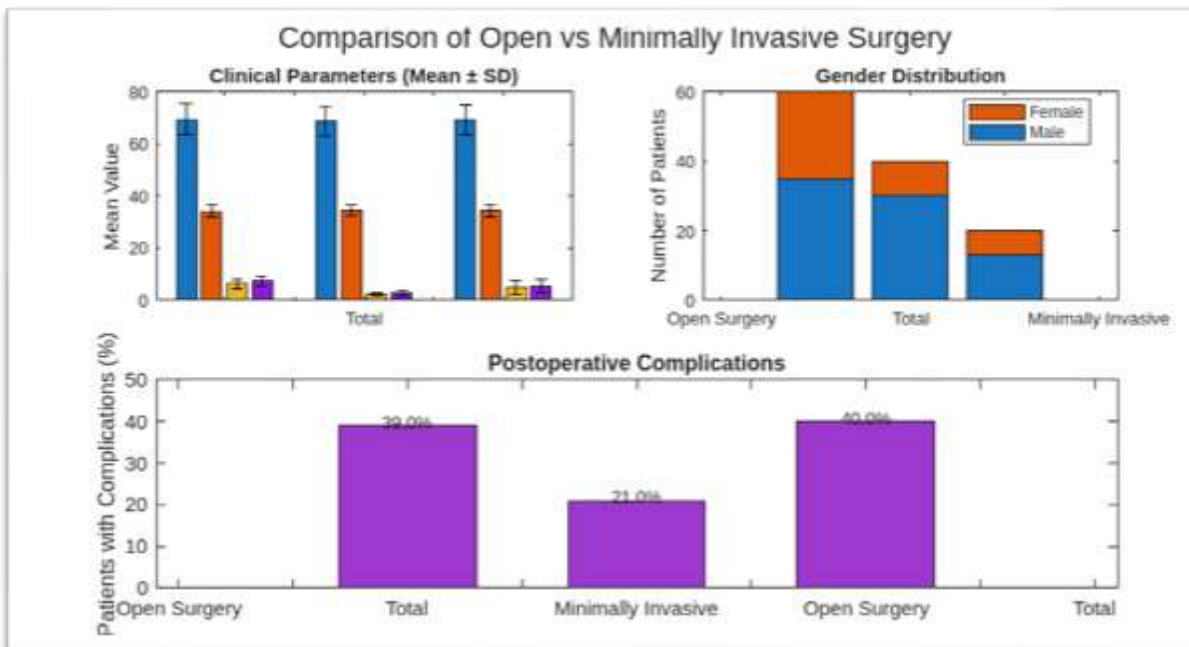 Comparison of Open vs Minimally Invasive Surgery
Clinical Parameters (Mean ± SD)
Mean Value
80
60
40
20
0
Total
Gender Distribution
Number of Patients
60
40
20
0
Female
Male
Open Surgery
Total
Minimally Invasive
Postoperative Complications
Patients with Complications (%)
50
40
30
20
10
0
39.0%
21.0%
40.0%
Open Surgery
Total
Minimally Invasive
Open Surgery
Total